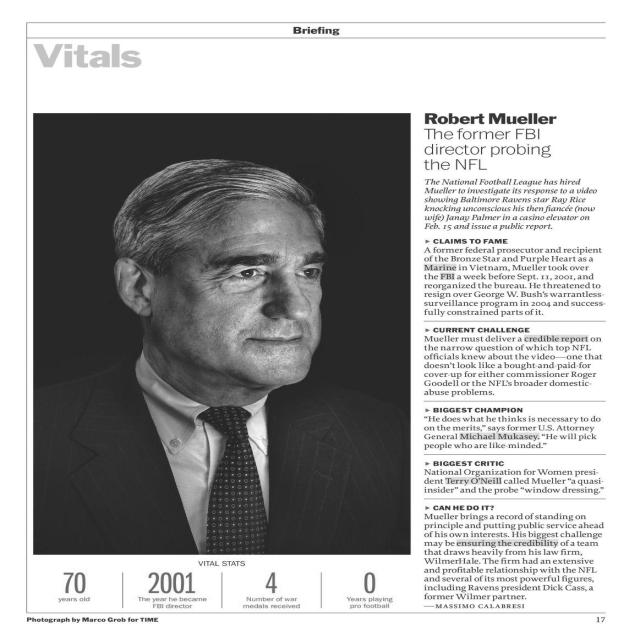 Briefing
Vitals
Robert Mueller
The former FBI
director probing
the NFL
The National Football League has hired
Mueller to investigate its response to a video
showing Baltimore Ravens star Ray Rice
knocking unconscious his then fiancée (now
wife) Janay Palmer in a casino elevator on
Feb. 15 and issue a public report.
► CLAIMS TO FAME
A former federal prosecutor and recipient
of the Bronze Star and Purple Heart as a
Marine in Vietnam, Mueller took over
the FBI a week before Sept. 11, 2001, and
reorganized the bureau. He threatened to
resign over George W. Bush's warrantless-
surveillance program in 2004 and success-
fully constrained parts of it.
► CURRENT CHALLENGE
Mueller must deliver a credible report on
the narrow question of which top NFL
officials knew about the video—one that
doesn't look like a bought-and-paid-for
cover-up for either commissioner Roger
Goodell or the NFL's broader domestic-
abuse problems.
► BIGGEST CHAMPION
"He does what he thinks is necessary to do
on the merits," says former U.S. Attorney
General Michael Mukasey. "He will pick
people who are like-minded."
► BIGGEST CRITIC
National Organization for Women presi-
dent Terry O'Neill called Mueller "a quasi-
insider" and the probe "window dressing."
► CAN HE DO IT?
Mueller brings a record of standing on
principle and putting public service ahead
of his own interests. His biggest challenge
may be ensuring the credibility of a team
that draws heavily from his law firm,
WilmerHale. The firm had an extensive
and profitable relationship with the NFL
and several of its most powerful figures,
including Ravens president Dick Cass, a
former Wilmer partner.
—MASSIMO CALABRESI
VITAL STATS
70
years old
2001
The year he became
FBI director
4
Number of war
medals received
0
Years playing
pro football
Photograph by Marco Grob for TIME
17